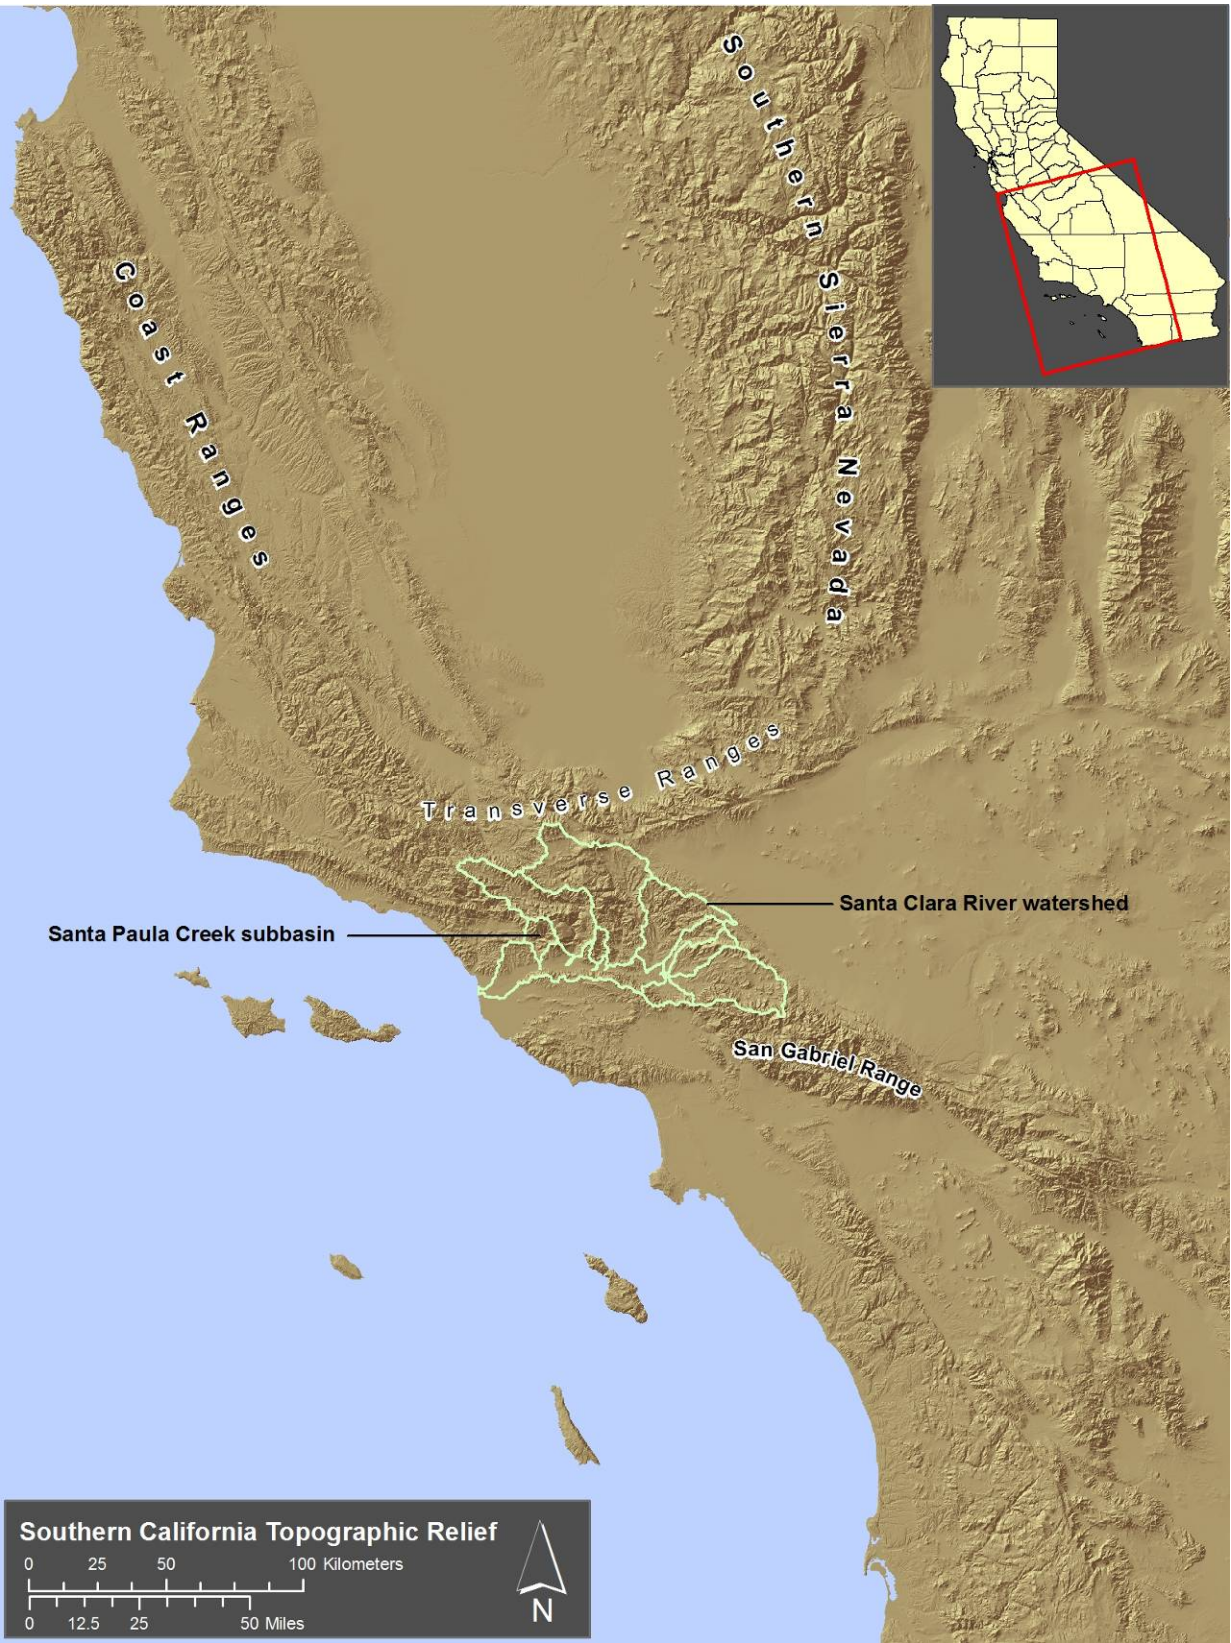 Southern Sierra Nevada
Coast Ranges
Transverse Ranges
Santa Clara River watershed
Santa Paula Creek subbasin
San Gabriel Range
Southern California Topographic Relief
0 25 50 100 Kilometers
0 12.5 25 50 Miles
N